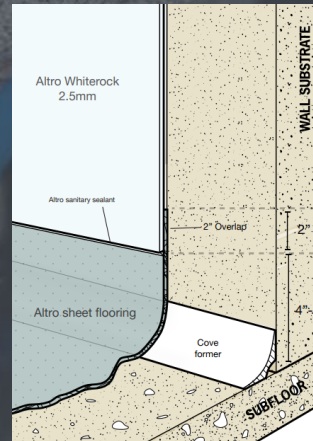 Altro Whiterock
2.5mm
WALL SUBSTRATE
Altro sanitary sealant
2" Overlap
2"
Altro sheet flooring
4"
Cove
former
SUBFLOOR